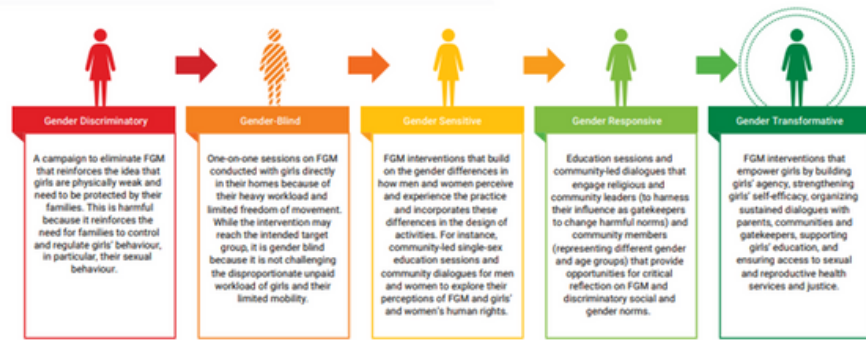 Gender Discriminatory
A campaign to eliminate FGM
that reinforces the idea that
girls are physically weak and
need to be protected by their
families. This is harmful
because it reinforces the
need for families to control
and regulate girls' behaviour,
in particular, their sexual
behaviour.
Gender-Blind
One-on-one sessions on FGM
conducted with girls directly
in their homes because of
their heavy workload and
limited freedom of movement.
While the intervention may
reach the intended target
group, it is gender blind
because it is not challenging
the disproportionate unpaid
workload of girls and their
limited mobility.
Gender Sensitive
FGM interventions that build
on the gender differences in
how men and women perceive
and experience the practice
and incorporates these
differences in the design of
activities. For instance,
community-led single-sex
education sessions and
community dialogues for men
and women to explore their
perceptions of FGM and girls'
and women's human rights.
Gender Responsive
Education sessions and
community-led dialogues that
engage religious and
community leaders (to harness
their influence as gatekeepers
to change harmful norms) and
community members
(representing different gender
and age groups) that provide
opportunities for critical
reflection on FGM and
discriminatory social and
gender norms.
Gender Transformative
FGM interventions that
empower girls by building
girls' agency, strengthening
girls' self-efficacy, organizing
sustained dialogues with
parents, communities and
gatekeepers, supporting
girls' education, and
ensuring access to sexual
and reproductive health
services and justice.